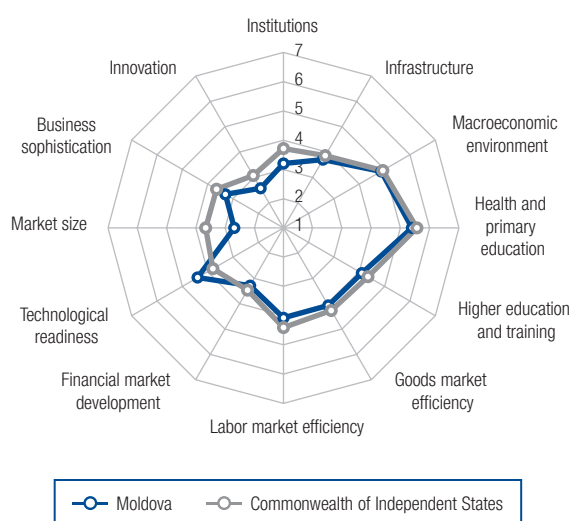 Institutions
7
Innovation
Infrastructure
6
5
Business
sophistication
Macroeconomic
environment
4
3
2
Market size
1
Health and
primary
education
Technological
readiness
Higher education
and training
Financial market
development
Goods market
efficiency
Labor market efficiency
Moldova
Commonwealth of Independent States